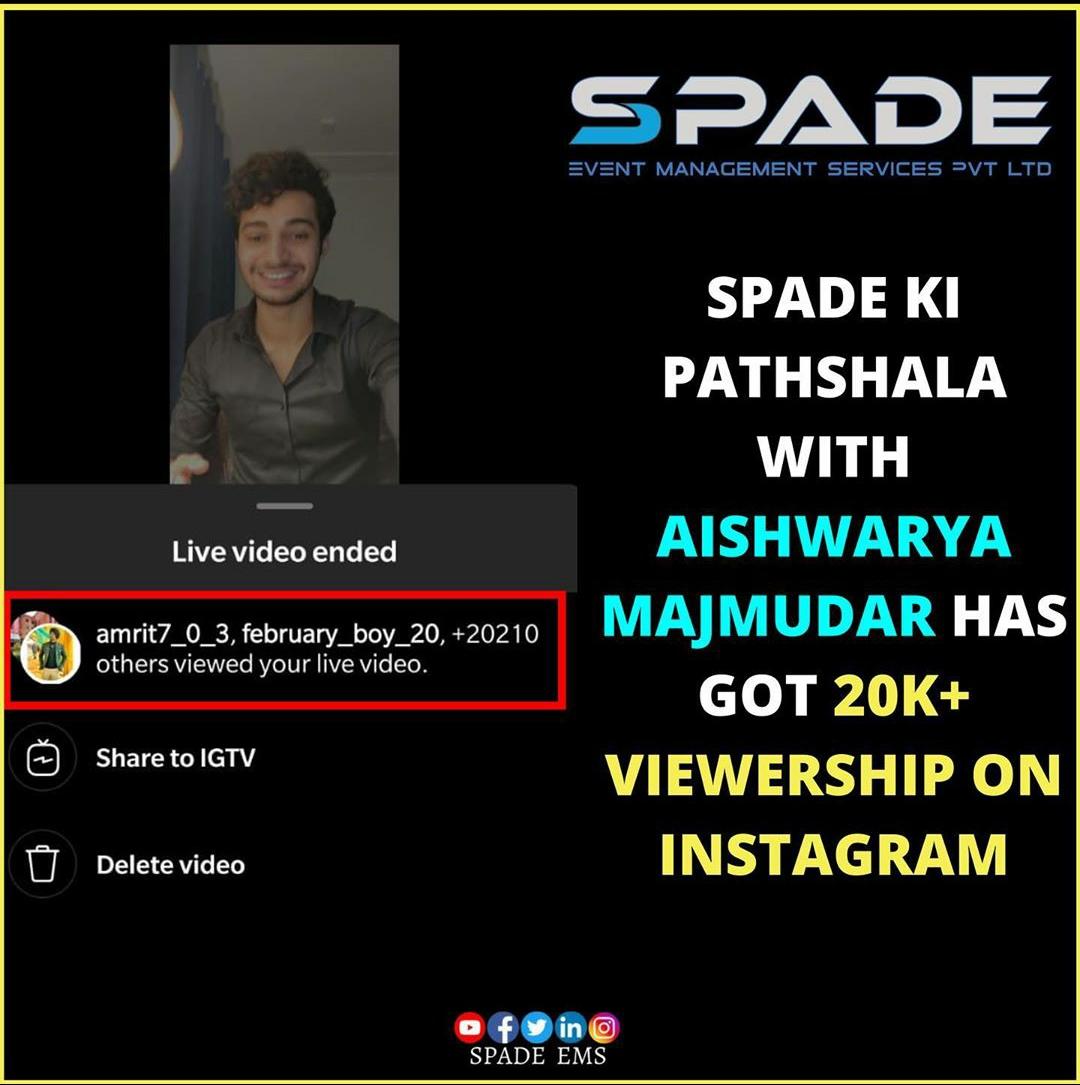 SPADE
EVENT MANAGEMENT SERVICES PVT LTD
SPADE KI
PATHSHALA
WITH
AISHWARYA
MAJMUDAR HAS
GOT 20K+
VIEWERSHIP ON
INSTAGRAM
Live video ended
amrit7_0_3, february_boy_20, +20210
others viewed your live video.
Share to IGTV
Delete video
SPADE EMS